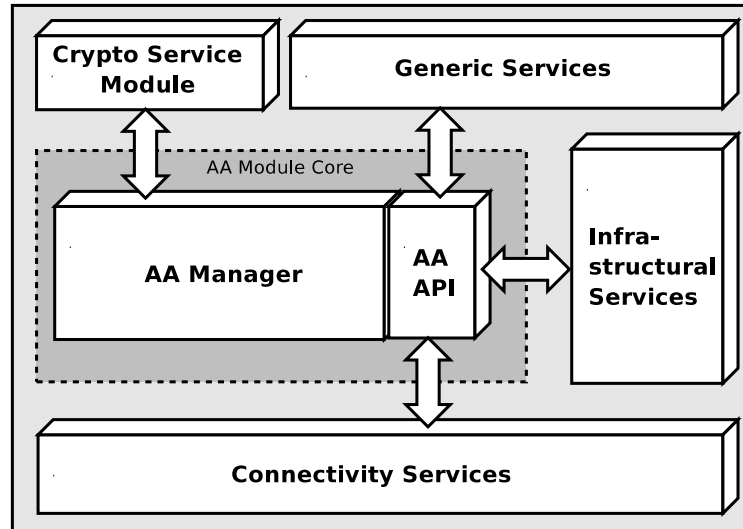 Crypto Service
Module
Generic Services
AA Module Core
AA Manager
AA
API
Infra-
structural
Services
Connectivity Services